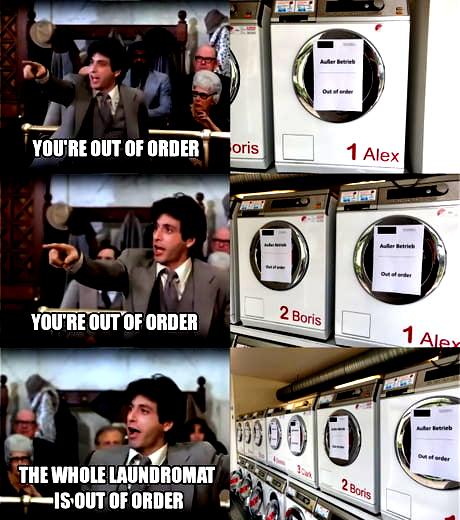 YOU'RE OUT OF ORDER
Außer Betrieb
Out of order
oris
1 Alex
YOU'RE OUT OF ORDER
Außer Betrieb
Out of order
2 Boris
Außer Betrieb
Out of order
1 Alex
THE WHOLE LAUNDROMAT
IS OUT OF ORDER
3 Clark
2 Boris
Außer Betrieb
Out of order